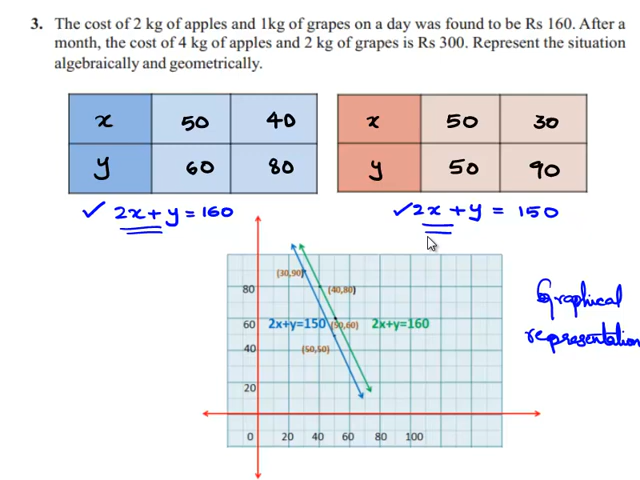 3. The cost of 2 kg of apples and 1kg of grapes on a day was found to be Rs 160. After a
month, the cost of 4 kg of apples and 2 kg of grapes is Rs 300. Represent the situation
algebraically and geometrically.
x 50 40
y 60 80
x 50 30
y 50 90
✓ 2x+y=160
✓2x+y = 150
(30,90)
80 (40,80)
60 2x+y=150 (50,60) 2x+y=160
40 (50,50)
20
0 20 40 60 80 100
Graphical
representation